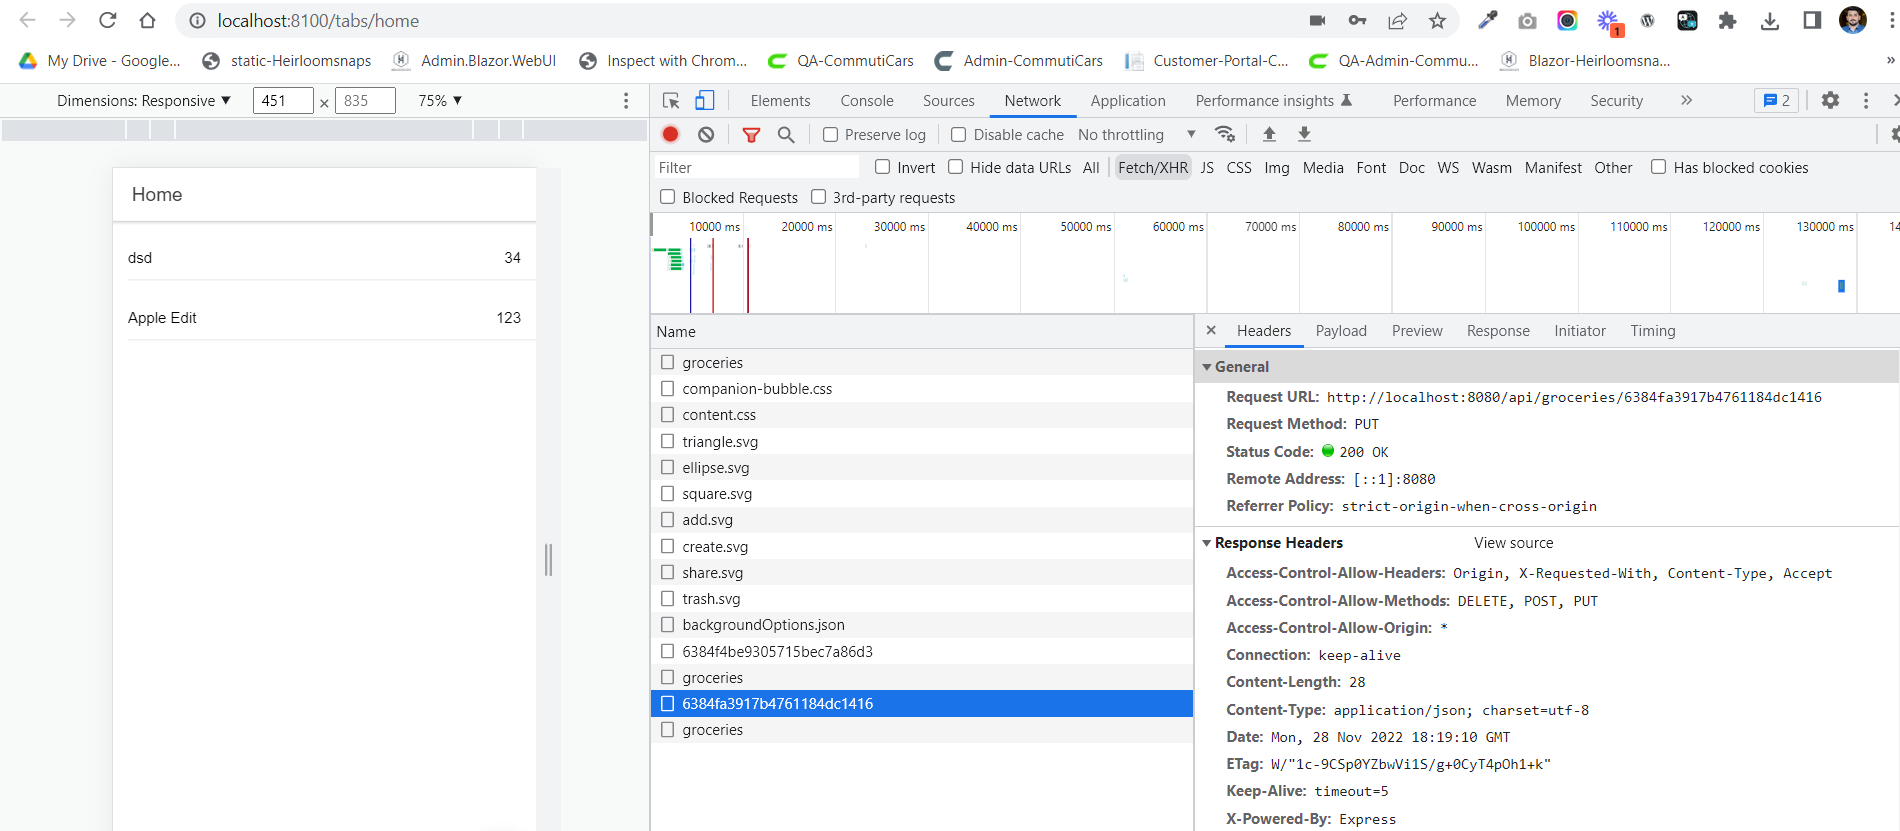 localhost:8100/tabs/home
1
My Drive - Google...
static-Heirloomsnaps
Admin.Blazor.WebUI
Inspect with Chrom...
QA-CommutiCars
Admin-CommutiCars
Customer-Portal-C...
QA-Admin-Commu...
Blazor-Heirloomsna...
»
Dimensions: Responsive ▼ 451 × 835 75% ▼
Elements Console Sources Network Application Performance insights Performance Memory Security » 2
Preserve log Disable cache No throttling ▼
Filter Invert Hide data URLs All Fetch/XHR JS CSS Img Media Font Doc WS Wasm Manifest Other Has blocked cookies
Blocked Requests 3rd-party requests
10000 ms 20000 ms 30000 ms 40000 ms 50000 ms 60000 ms 70000 ms 80000 ms 90000 ms 100000 ms 110000 ms 120000 ms 130000 ms 14
Home
dsd 34
Apple Edit 123
Name
groceries
companion-bubble.css
content.css
triangle.svg
ellipse.svg
square.svg
add.svg
create.svg
share.svg
trash.svg
backgroundOptions.json
6384f4be9305715bec7a86d3
groceries
6384fa3917b4761184dc1416
groceries
× Headers Payload Preview Response Initiator Timing
▼ General
Request URL: http://localhost:8080/api/groceries/6384fa3917b4761184dc1416
Request Method: PUT
Status Code: 200 OK
Remote Address: [::1]:8080
Referrer Policy: strict-origin-when-cross-origin
▼ Response Headers View source
Access-Control-Allow-Headers: Origin, X-Requested-With, Content-Type, Accept
Access-Control-Allow-Methods: DELETE, POST, PUT
Access-Control-Allow-Origin: *
Connection: keep-alive
Content-Length: 28
Content-Type: application/json; charset=utf-8
Date: Mon, 28 Nov 2022 18:19:10 GMT
ETag: W/"1c-9CSp0YZbwVi1S/g+0CyT4pOh1+k"
Keep-Alive: timeout=5
X-Powered-By: Express